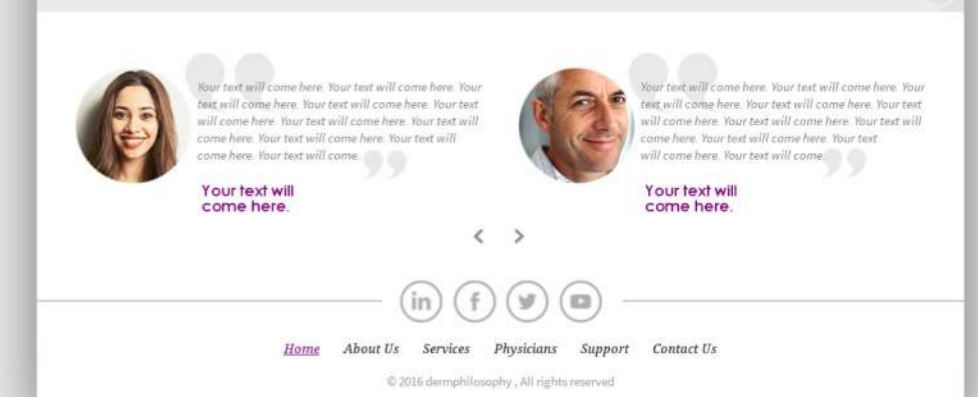 Your text will come here. Your text will come here. Your
text will come here. Your text will come here. Your text
will come here. Your text will come here. Your text will
come here. Your text will come here. Your text will
come here. Your text will come.
Your text will
come here.
Your text will come here. Your text will come here. Your
text will come here. Your text will come here. Your text
will come here. Your text will come here. Your text will
come here. Your text will come here. Your text
will come here. Your text will come.
Your text will
come here.
in f
Home About Us Services Physicians Support Contact Us
© 2016 dermphilosophy , All rights reserved